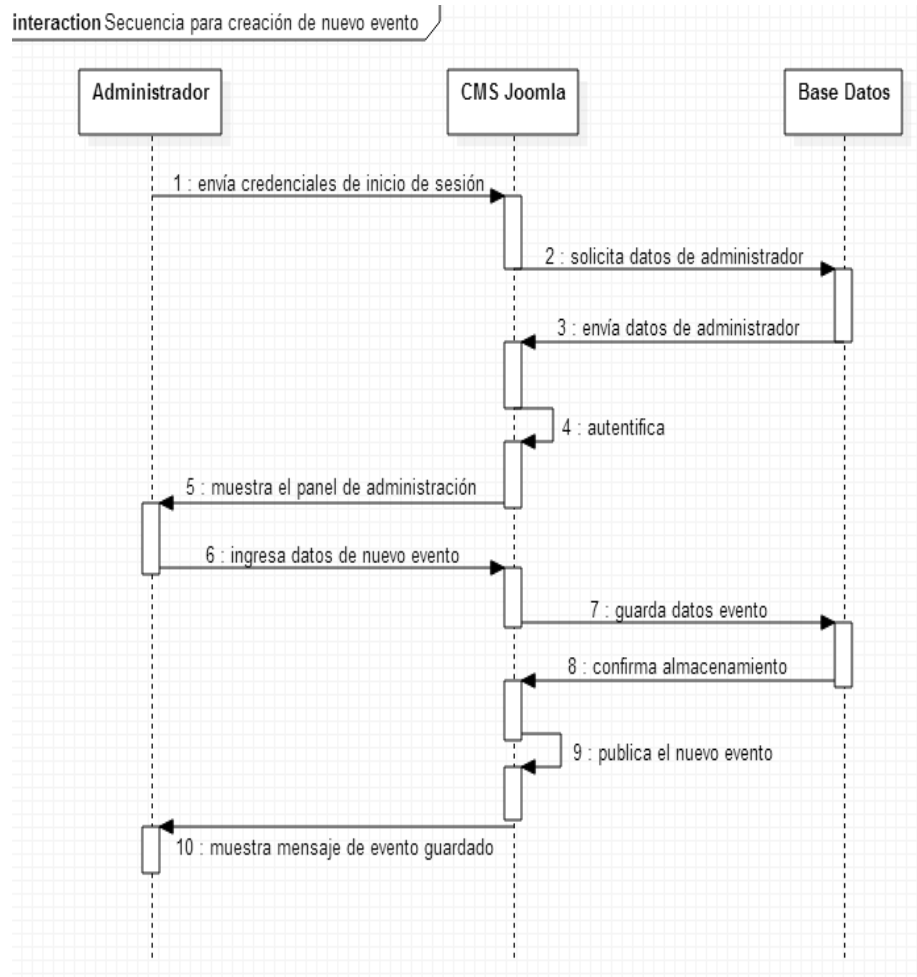 interaction Secuencia para creación de nuevo evento
Administrador
CMS Joomla
Base Datos
1 : envía credenciales de inicio de sesión
2 : solicita datos de administrador
3 : envía datos de administrador
4 : autentifica
5 : muestra el panel de administración
6 : ingresa datos de nuevo evento
7 : guarda datos evento
8 : confirma almacenamiento
9 : publica el nuevo evento
10 : muestra mensaje de evento guardado